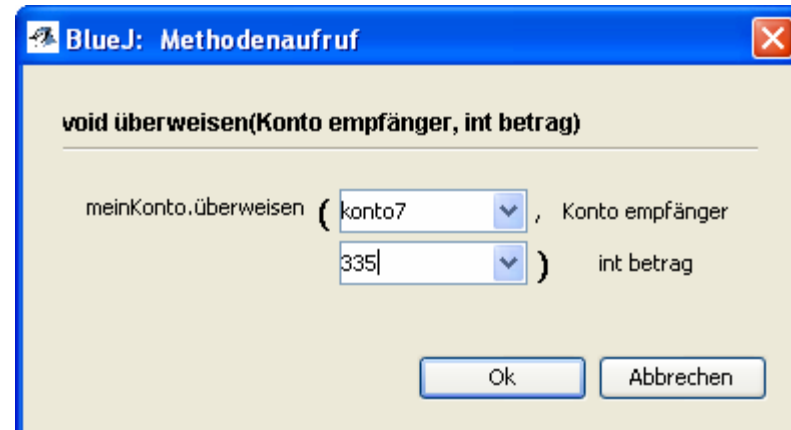 BlueJ: Methodenaufruf
void überweisen(Konto empfänger, int betrag)
meinKonto.überweisen ( konto7 , Konto empfänger
335 ) int betrag
Ok Abbrechen